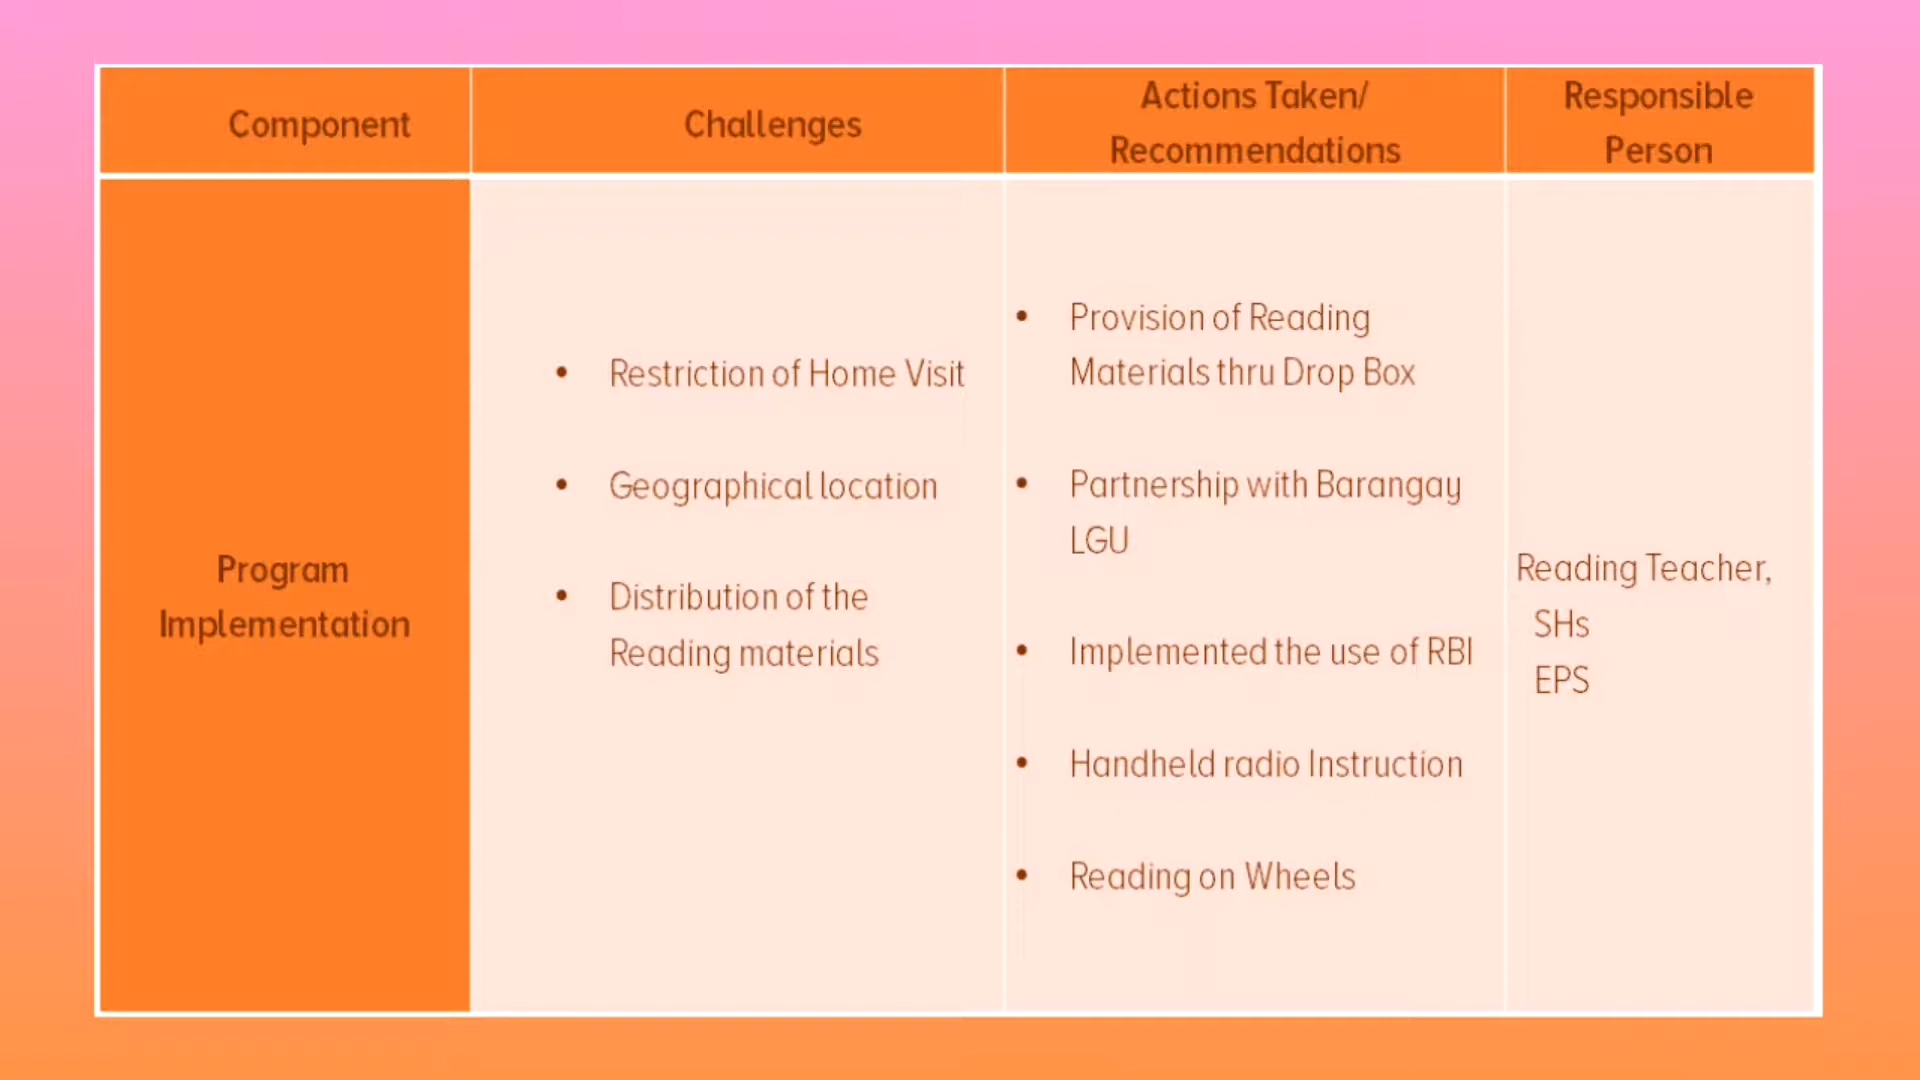 Component
Challenges
Actions Taken/
Recommendations
Responsible
Person
Program
Implementation
• Restriction of Home Visit
• Geographical location
• Distribution of the
Reading materials
• Provision of Reading
Materials thru Drop Box
• Partnership with Barangay
LGU
• Implemented the use of RBI
• Handheld radio Instruction
• Reading on Wheels
Reading Teacher,
SHs
EPS